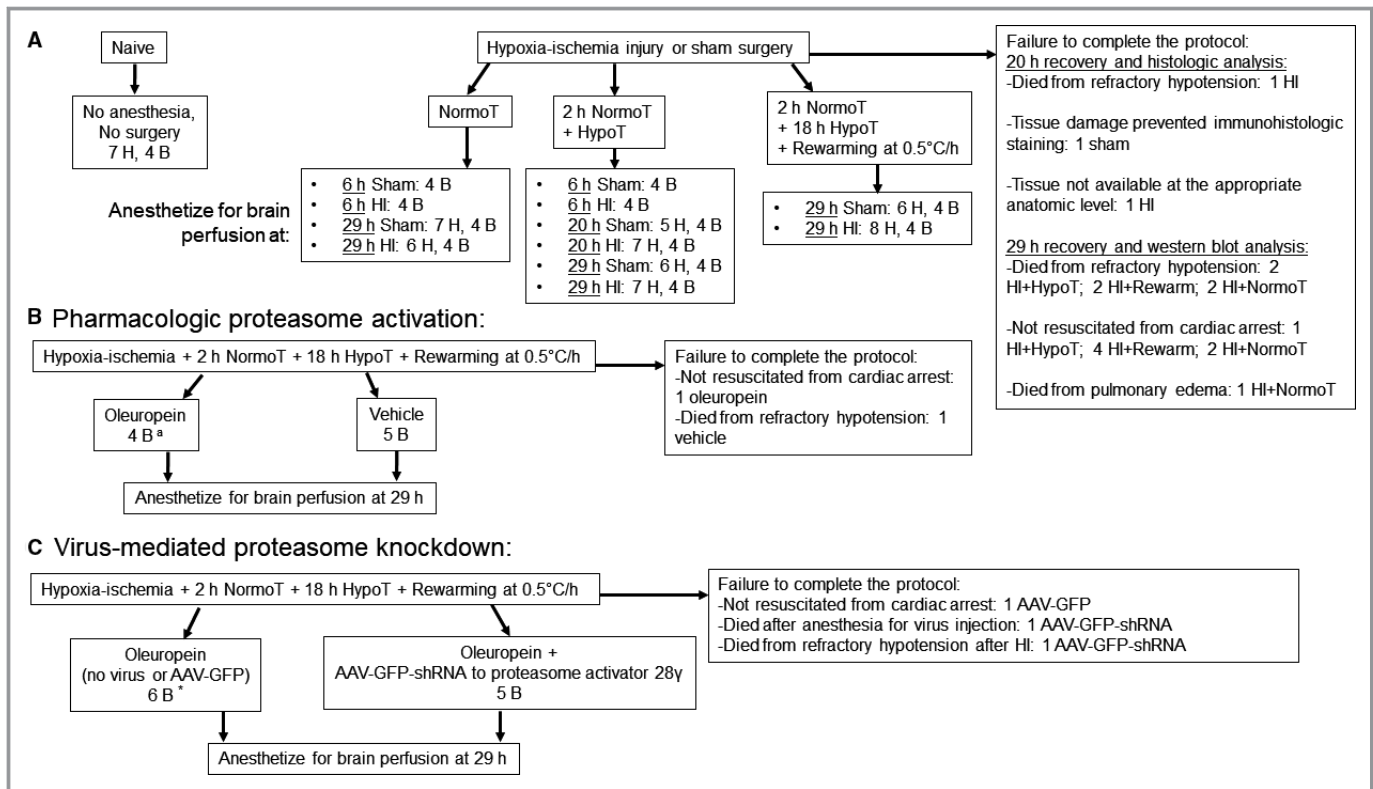 A
Naive
No anesthesia,
No surgery
7 H, 4 B
Hypoxia-ischemia injury or sham surgery
NormoT
2 h NormoT
+ HypoT
2 h NormoT
+ 18 h HypoT
+ Rewarming at 0.5°C/h
Anesthetize for brain
perfusion at:
• 6 h Sham: 4 B
• 6 h HI: 4 B
• 29 h Sham: 7 H, 4 B
• 29 h HI: 6 H, 4 B
• 6 h Sham: 4 B
• 6 h HI: 4 B
• 20 h Sham: 5 H, 4 B
• 20 h HI: 7 H, 4 B
• 29 h Sham: 6 H, 4 B
• 29 h HI: 7 H, 4 B
• 29 h Sham: 6 H, 4 B
• 29 h HI: 8 H, 4 B
Failure to complete the protocol:
20 h recovery and histologic analysis:
-Died from refractory hypotension: 1 HI
-Tissue damage prevented immunohistologic
staining: 1 sham
-Tissue not available at the appropriate
anatomic level: 1 HI
29 h recovery and western blot analysis:
-Died from refractory hypotension: 2
HI+HypoT; 2 HI+Rewarm; 2 HI+NormoT
-Not resuscitated from cardiac arrest: 1
HI+HypoT; 4 HI+Rewarm; 2 HI+NormoT
-Died from pulmonary edema: 1 HI+NormoT
B Pharmacologic proteasome activation:
Hypoxia-ischemia + 2 h NormoT + 18 h HypoT + Rewarming at 0.5°C/h
Oleuropein
4 B a
Vehicle
5 B
Anesthetize for brain perfusion at 29 h
Failure to complete the protocol:
-Not resuscitated from cardiac arrest:
1 oleuropein
-Died from refractory hypotension: 1
vehicle
C Virus-mediated proteasome knockdown:
Hypoxia-ischemia + 2 h NormoT + 18 h HypoT + Rewarming at 0.5°C/h
Oleuropein
(no virus or AAV-GFP)
6 B *
Oleuropein +
AAV-GFP-shRNA to proteasome activator 28γ
5 B
Anesthetize for brain perfusion at 29 h
Failure to complete the protocol:
-Not resuscitated from cardiac arrest: 1 AAV-GFP
-Died after anesthesia for virus injection: 1 AAV-GFP-shRNA
-Died from refractory hypotension after HI: 1 AAV-GFP-shRNA